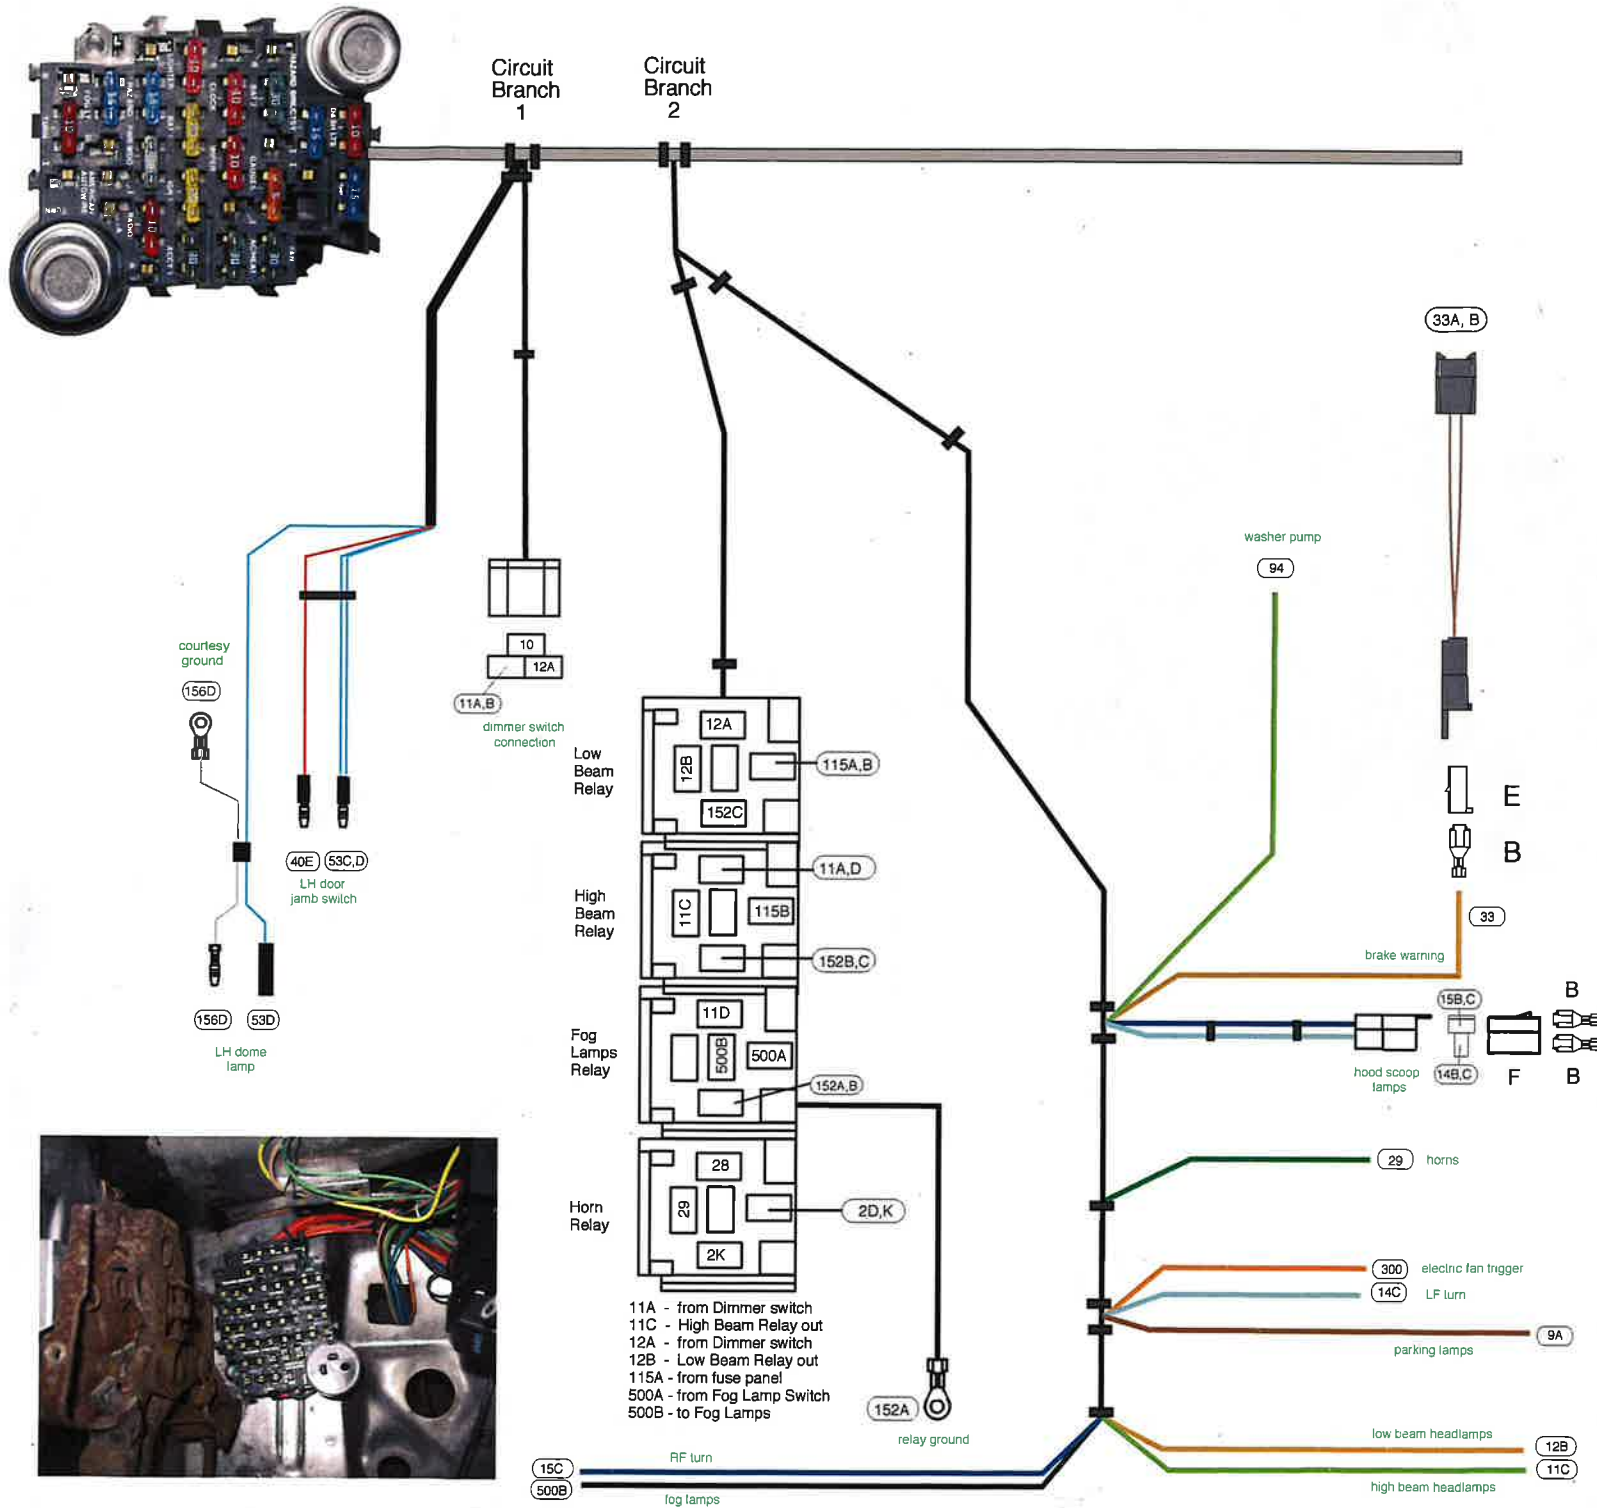 Circuit
Branch
1
Circuit
Branch
2
33A, B
washer pump
94
courtesy
ground
156D
10
12A
11A,B
dimmer switch
connection
40E
53C,D
LH door
jamb switch
156D
53D
LH dome
lamp
Low
Beam
Relay
12A
12B
152C
115A,B
High
Beam
Relay
11A,D
11C
115B
152B,C
Fog
Lamps
Relay
11D
500B
500A
152A,B
Horn
Relay
28
29
2K
2D,K
11A - from Dimmer switch
11C - High Beam Relay out
12A - from Dimmer switch
12B - Low Beam Relay out
115A - from fuse panel
500A - from Fog Lamp Switch
500B - to Fog Lamps
152A
relay ground
E
B
33
brake warning
15B,C
B
hood scoop
lamps
14B,C
F
B
29
horns
300
electric fan trigger
14C
LF turn
9A
parking lamps
low beam headlamps
12B
11C
high beam headlamps
15C
RF turn
500B
fog lamps